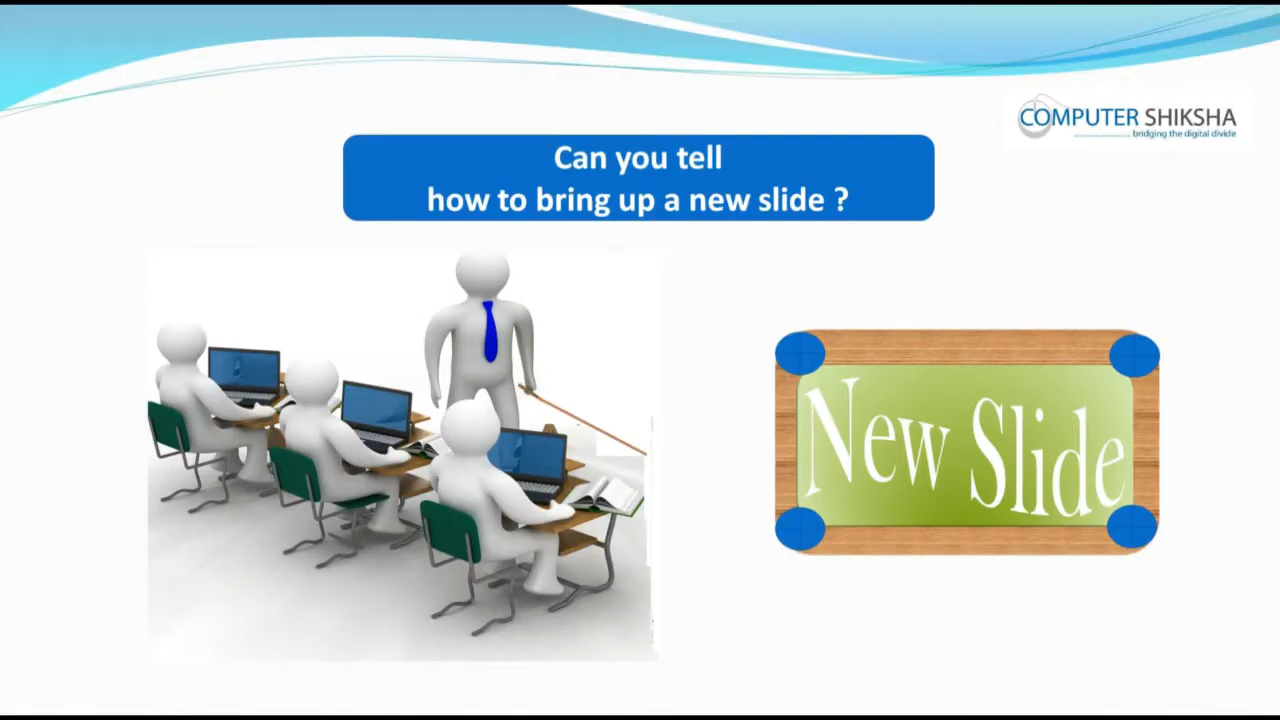 COMPUTER SHIKSHA
bridging the digital divide
Can you tell
how to bring up a new slide ?
New Slide